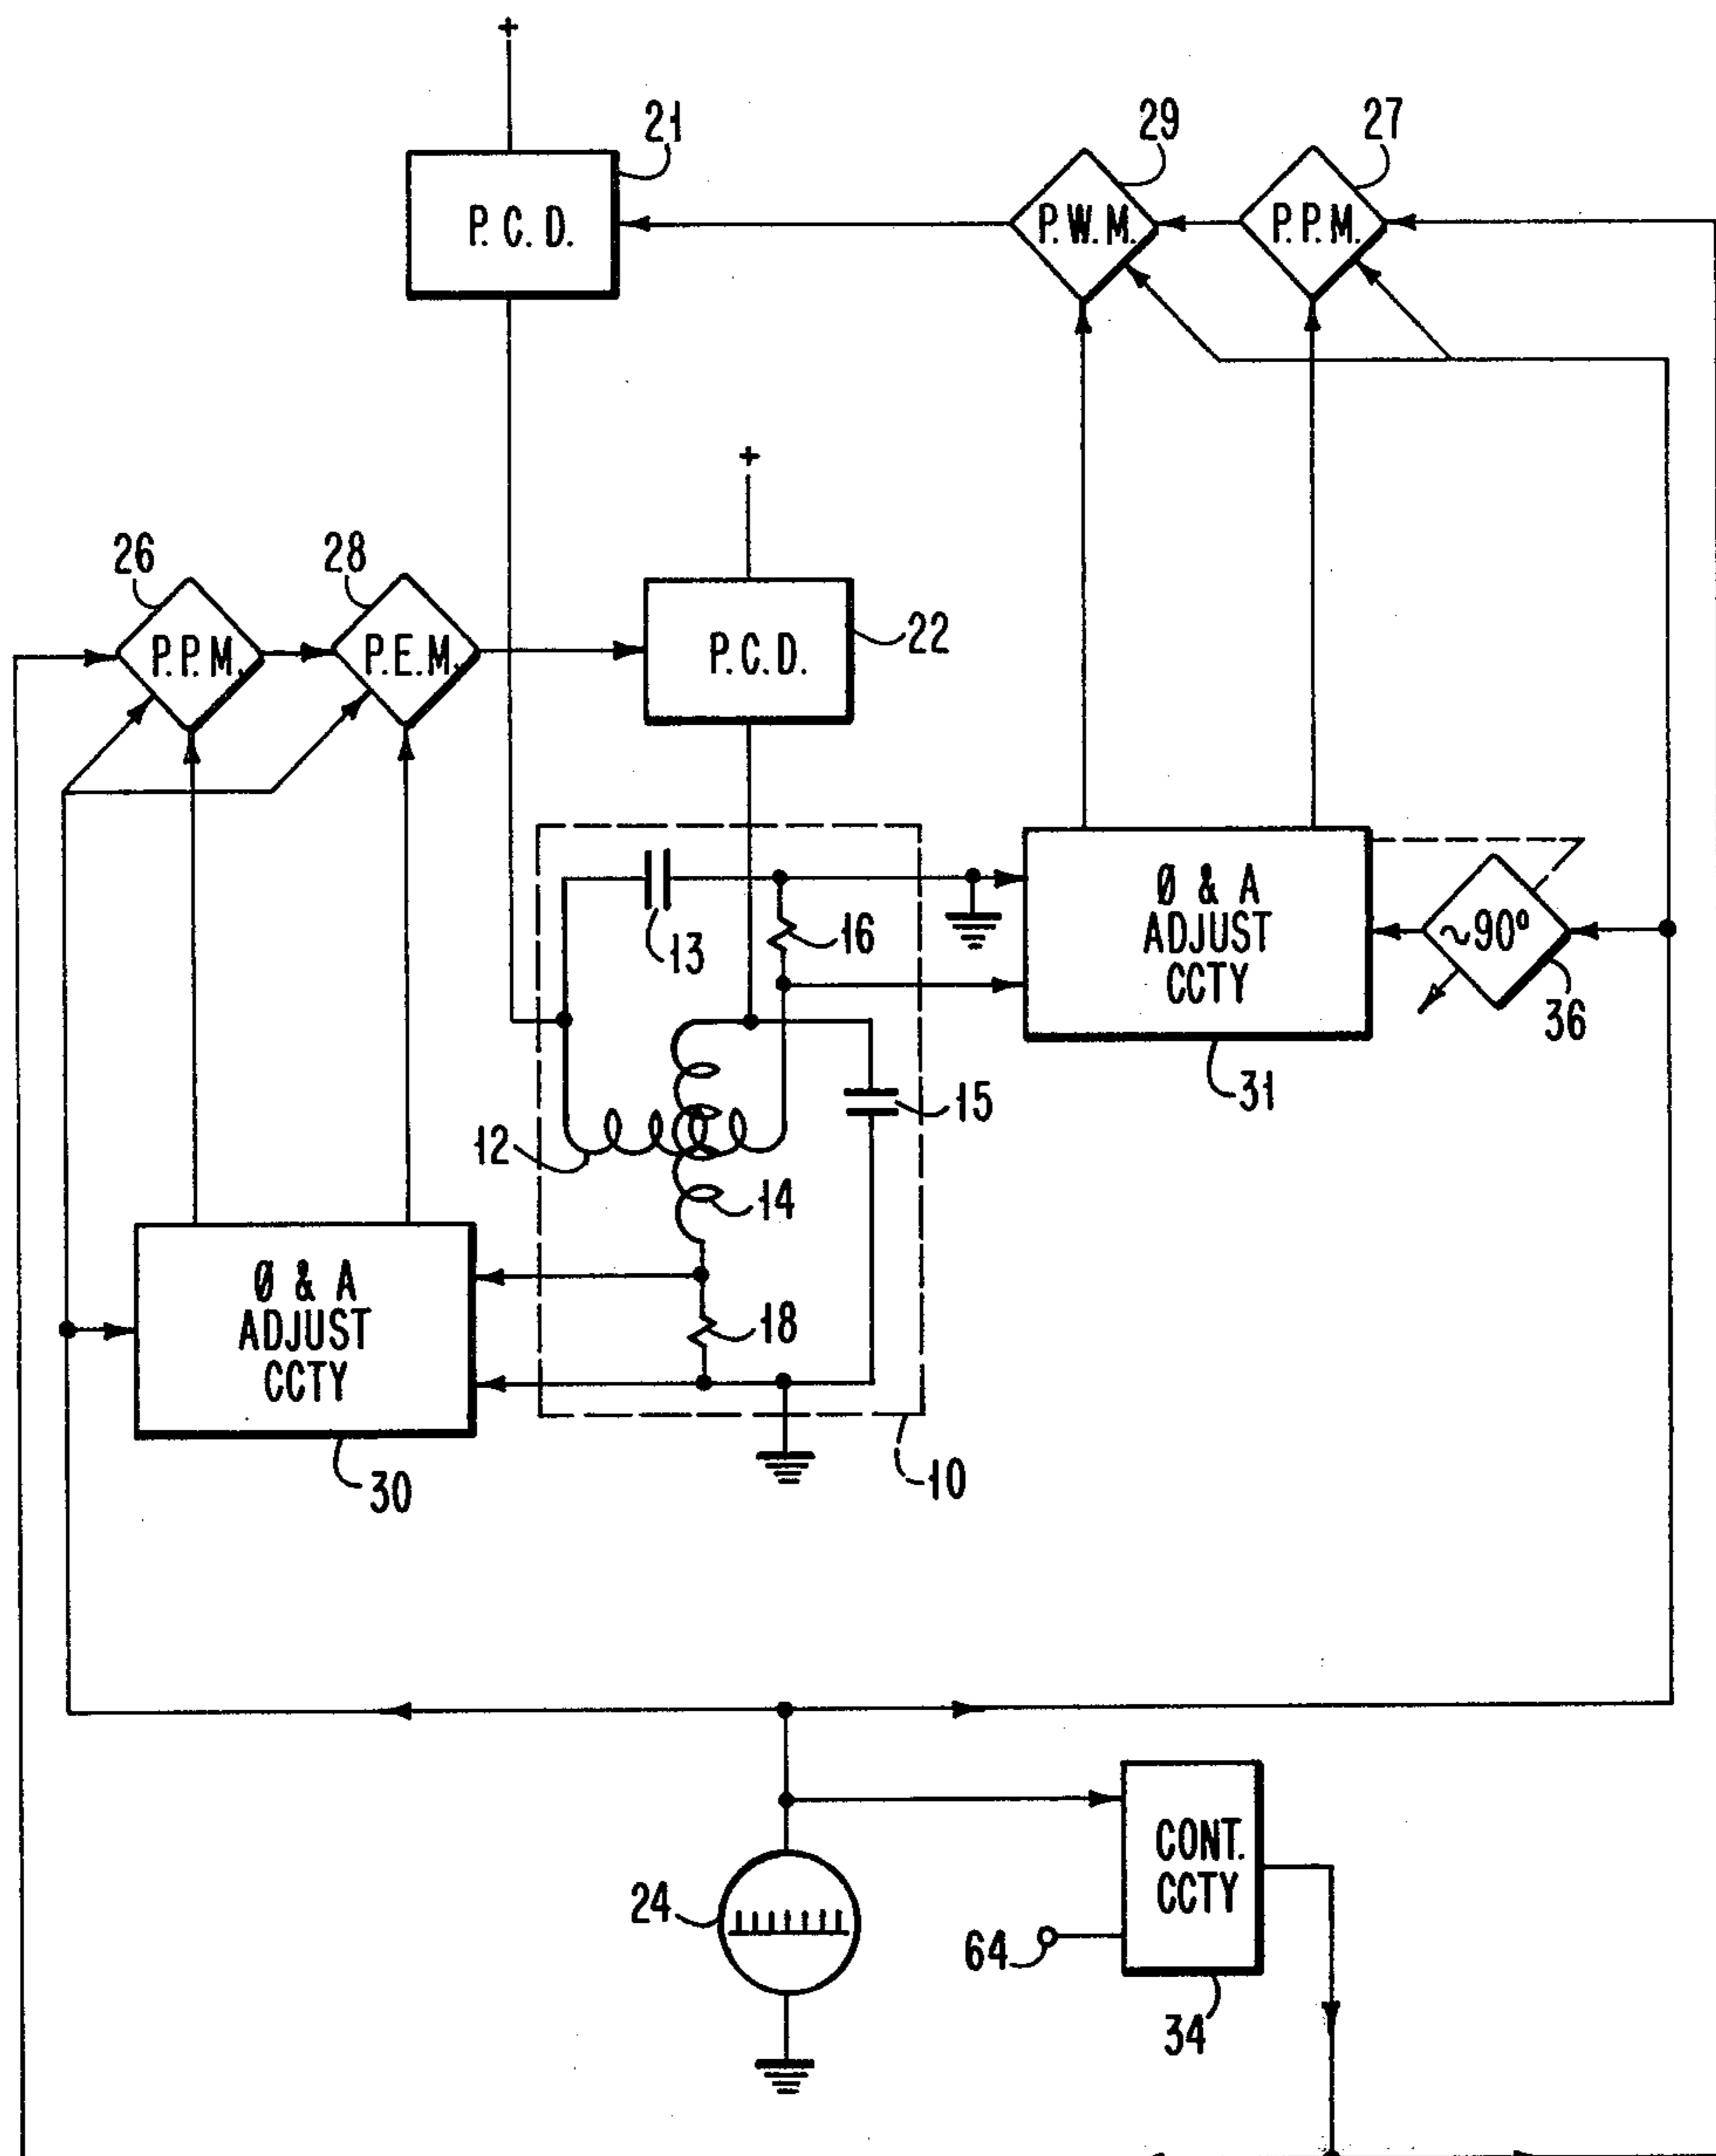 +
21
P.C.D.
29
27
P.W.M.
P.P.M.
+
26
28
P.P.M.
P.E.M.
P.C.D.
22
13
16
Ø & A
ADJUST
CCTY
~90°
36
31
15
12
14
Ø & A
ADJUST
CCTY
18
30
10
24
CONT.
CCTY
64
34